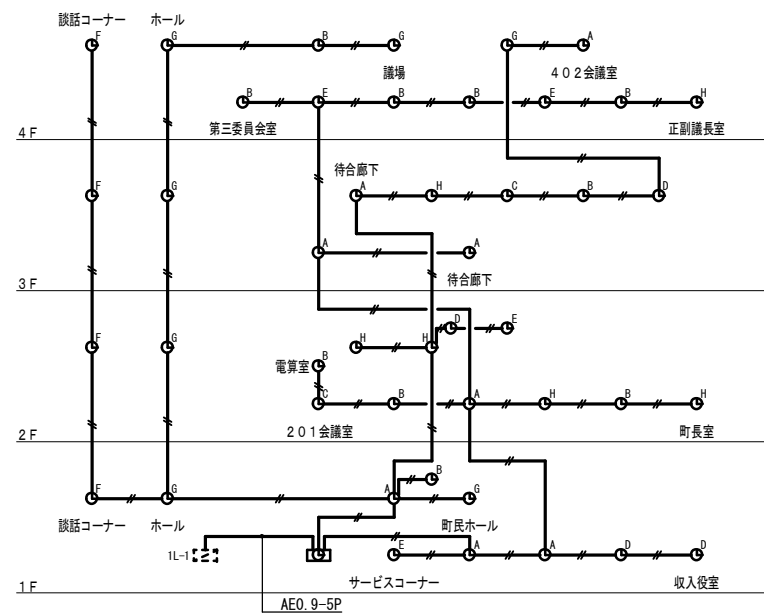 談話コーナー ホール
F G B G G A
議場 402会議室
B E B B E B H
第三委員会室 正副議長室
4F
待合廊下
F G A H C B D
A A
待合廊下
3F
D E
F G H H
電算室 B
C B A H B H
201会議室 町長室
2F
B
F G A G
談話コーナー ホール 町民ホール
1L-1 E A A D D
サービスコーナー 収入役室
1F
AE0.9-5P